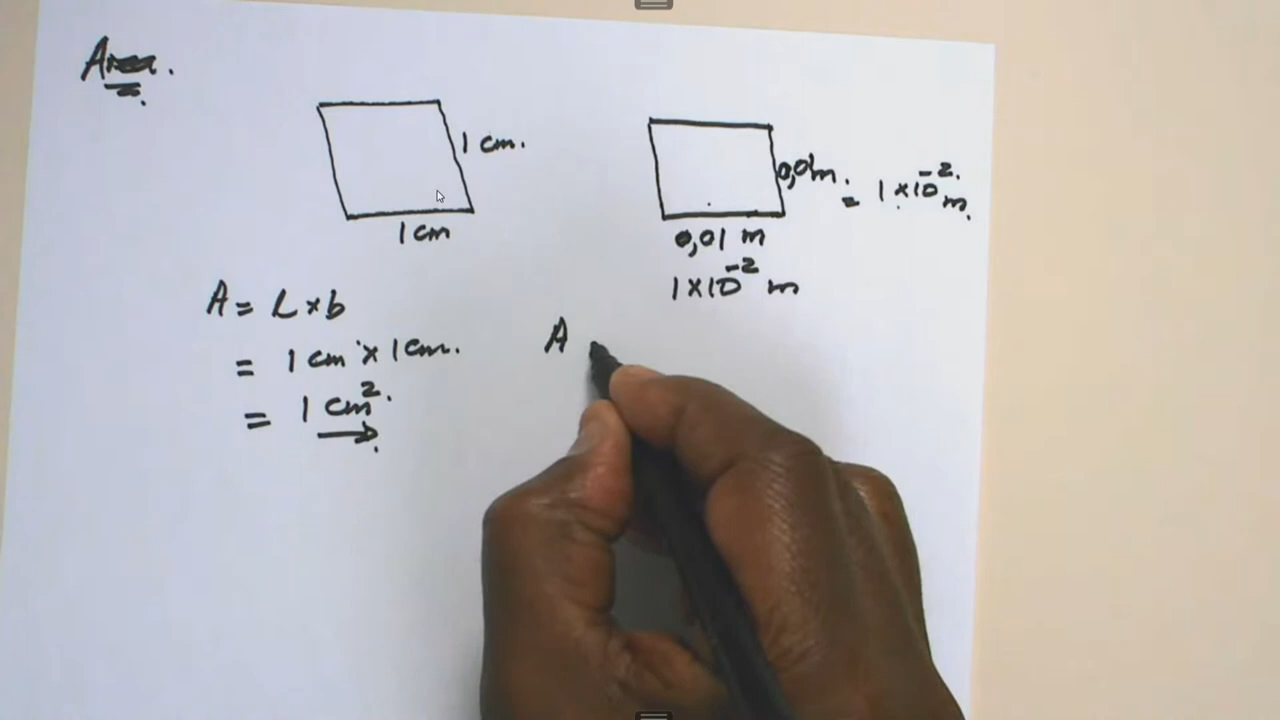 Area.
1 cm.
1 cm
0,01m.
= 1 × 10⁻² m.
0,01 m
1 × 10⁻² m
A = L × b
= 1 cm × 1 cm.
= 1 cm².
A